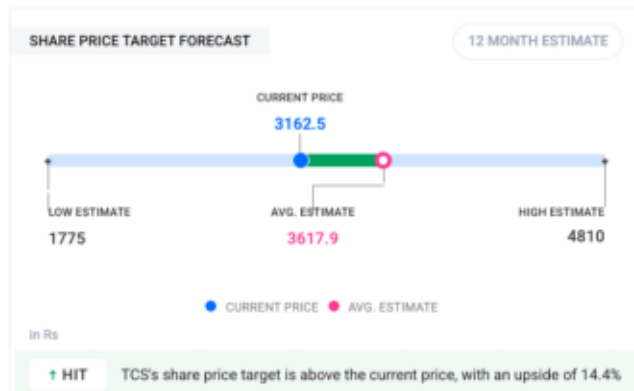 SHARE PRICE TARGET FORECAST
12 MONTH ESTIMATE
CURRENT PRICE
3162.5
LOW ESTIMATE
AVG. ESTIMATE
HIGH ESTIMATE
1775
3617.9
4810
CURRENT PRICE
AVG. ESTIMATE
in Rs
HIT
TCS's share price target is above the current price, with an upside of 14.4%